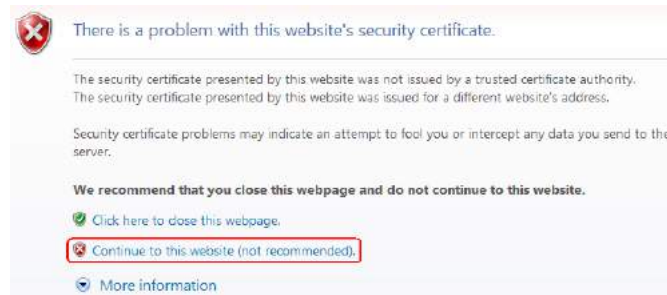 There is a problem with this website's security certificate.
The security certificate presented by this website was not issued by a trusted certificate authority.
The security certificate presented by this website was issued for a different website's address.
Security certificate problems may indicate an attempt to fool you or intercept any data you send to the
server.
We recommend that you close this webpage and do not continue to this website.
Click here to close this webpage.
Continue to this website (not recommended).
More information